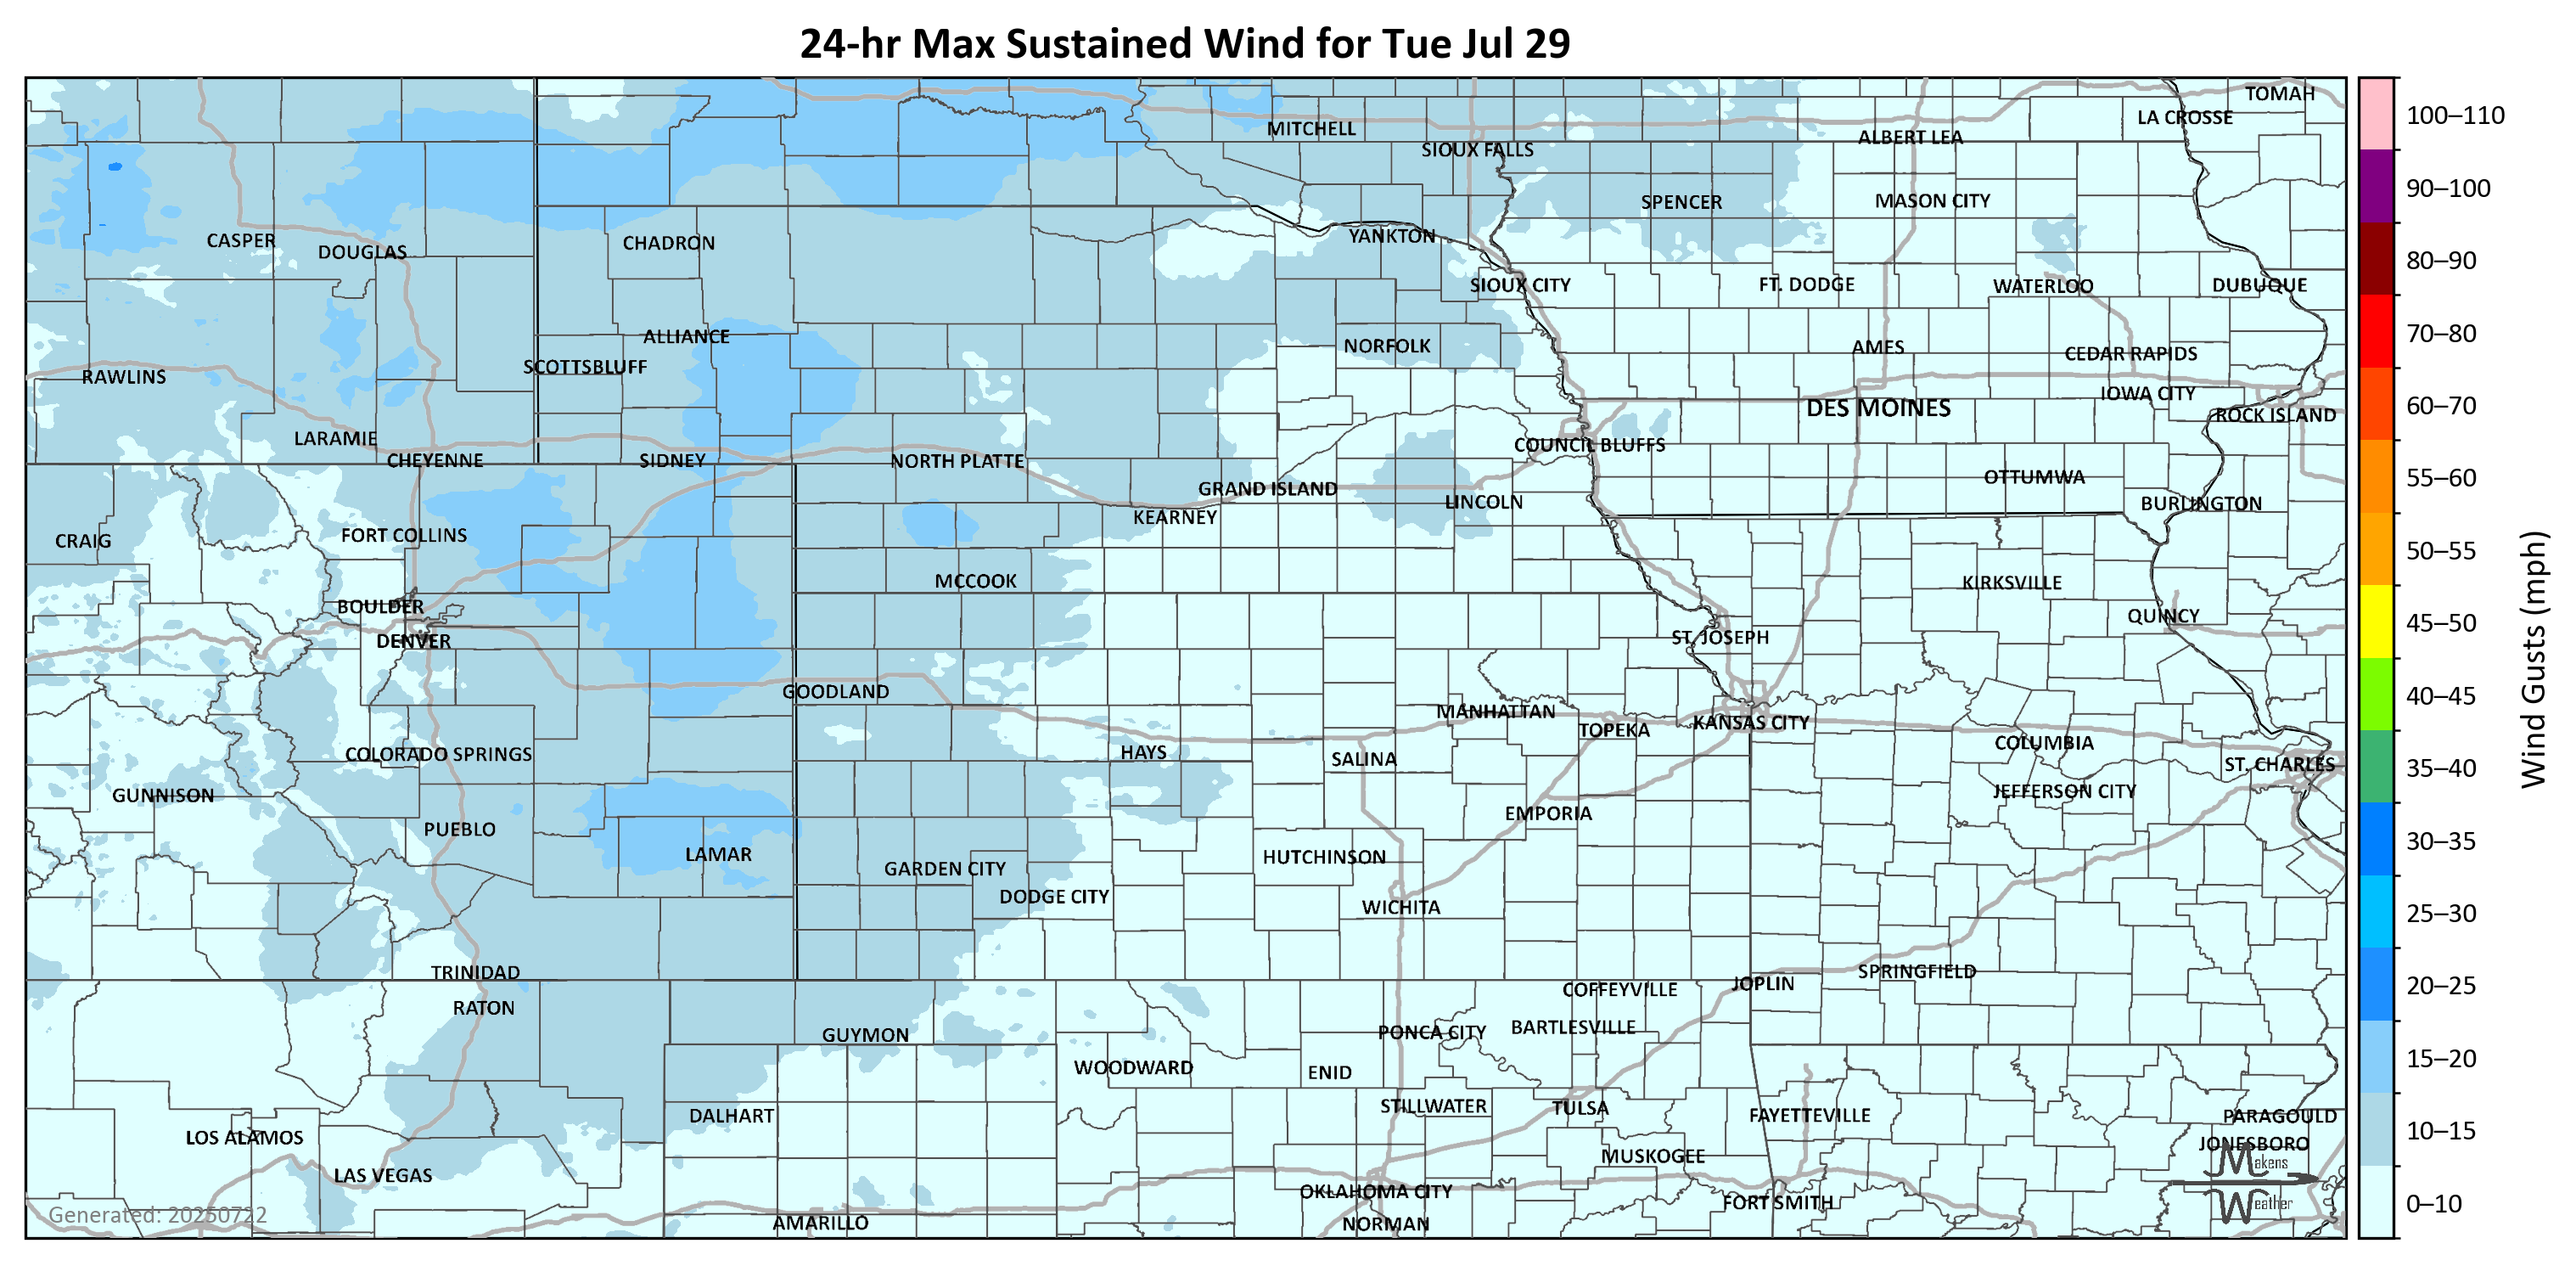 24-hr Max Sustained Wind for Tue Jul 29
TOMAH
LA CROSSE
MITCHELL
ALBERT LEA
SIOUX FALLS
SPENCER
MASON CITY
CASPER
DOUGLAS
CHADRON
YANKTON
SIOUX CITY
FT. DODGE
WATERLOO
DUBUQUE
ALLIANCE
NORFOLK
AMES
CEDAR RAPIDS
SCOTTSBLUFF
RAWLINS
IOWA CITY
DES MOINES
ROCK ISLAND
LARAMIE
COUNCIL BLUFFS
CHEYENNE
SIDNEY
NORTH PLATTE
OTTUMWA
GRAND ISLAND
LINCOLN
BURLINGTON
KEARNEY
CRAIG
FORT COLLINS
MCCOOK
KIRKSVILLE
BOULDER
QUINCY
DENVER
ST. JOSEPH
GOODLAND
MANHATTAN
TOPEKA
KANSAS CITY
COLORADO SPRINGS
HAYS
SALINA
COLUMBIA
ST. CHARLES
GUNNISON
JEFFERSON CITY
PUEBLO
EMPORIA
LAMAR
GARDEN CITY
HUTCHINSON
DODGE CITY
WICHITA
TRINIDAD
SPRINGFIELD
JOPLIN
RATON
COFFEYVILLE
GUYMON
PONCA CITY
BARTLESVILLE
WOODWARD
ENID
DALHART
STILLWATER
TULSA
FAYETTEVILLE
PARAGOULD
LOS ALAMOS
JONESBORO
LAS VEGAS
MUSKOGEE
OKLAHOMA CITY
FORT SMITH
AMARILLO
NORMAN
Makens
Weather
Generated: 20250722
100–110
90–100
80–90
70–80
60–70
55–60
50–55
45–50
40–45
35–40
30–35
25–30
20–25
15–20
10–15
0–10
Wind Gusts (mph)